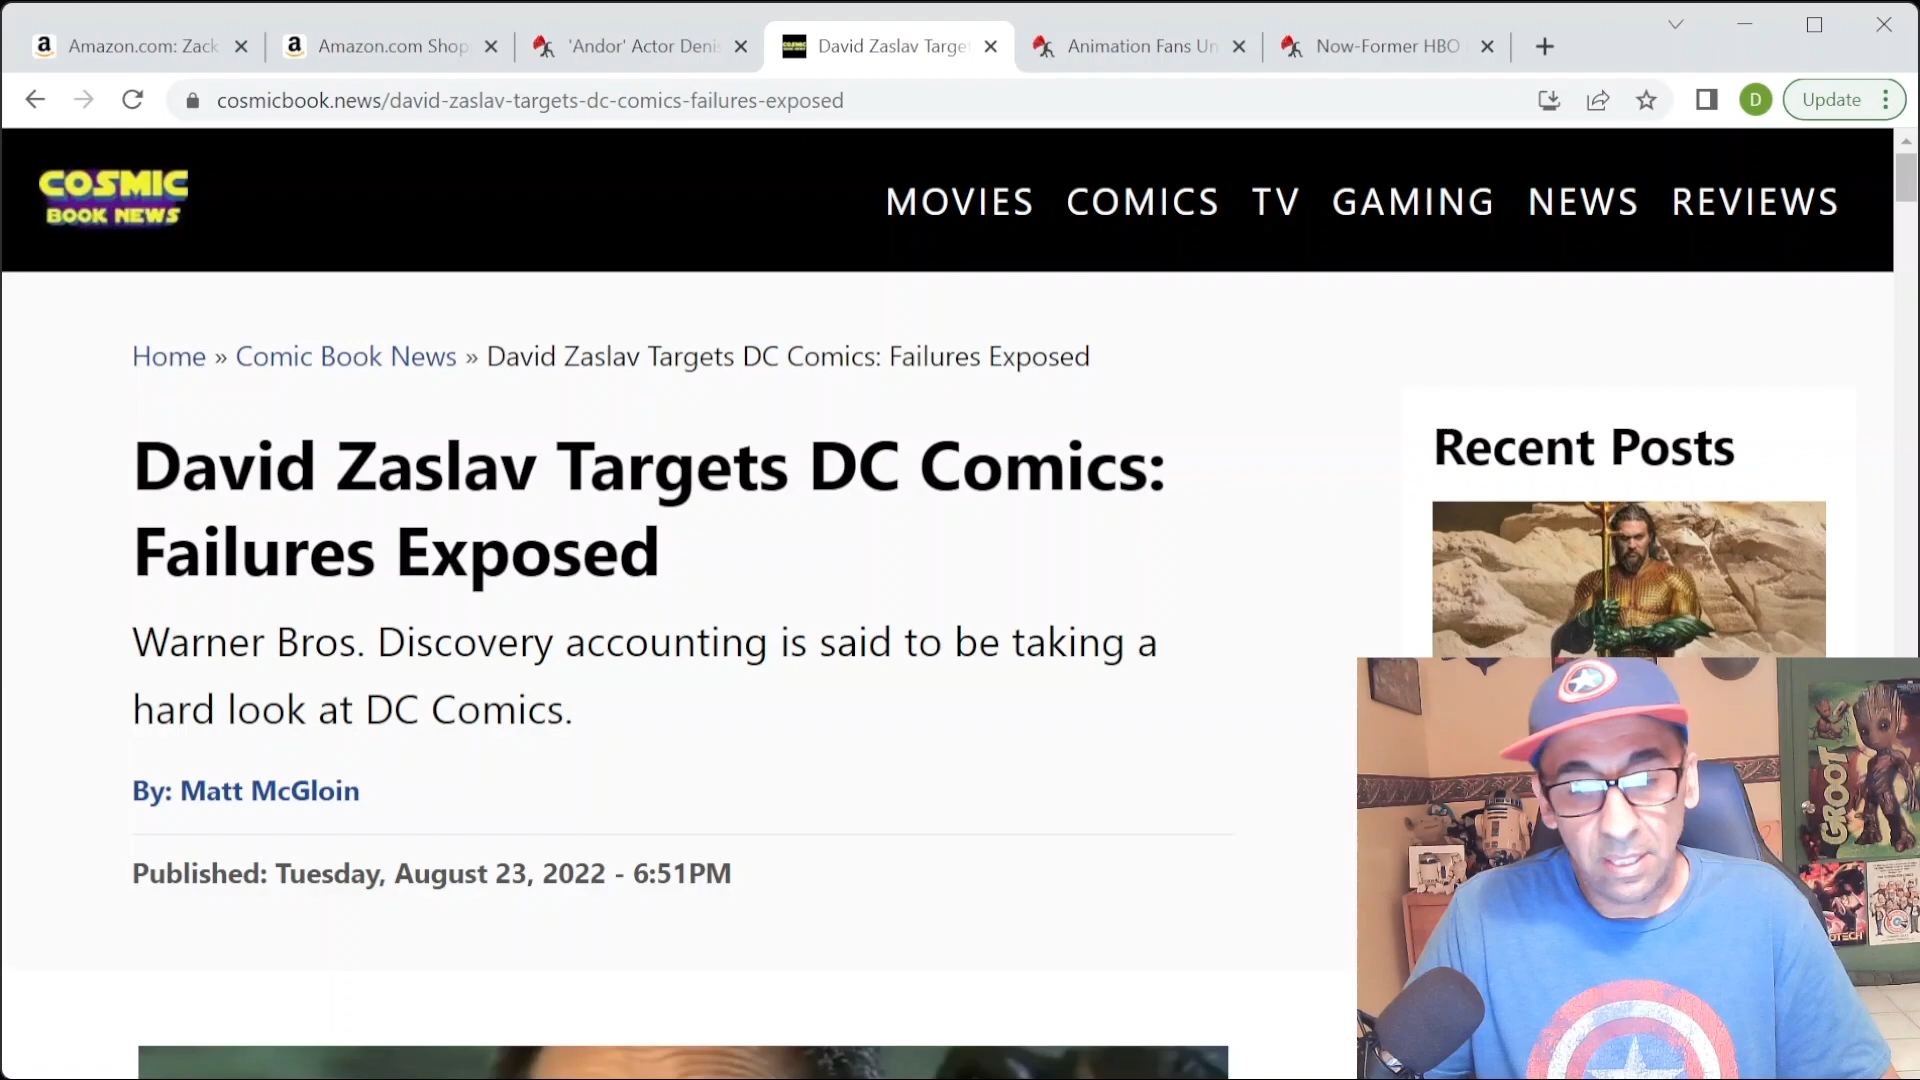 Amazon.com: Zack
Amazon.com Shop
'Andor' Actor Deni
David Zaslav Targe
Animation Fans Un
Now-Former HBO
cosmicbook.news/david-zaslav-targets-dc-comics-failures-exposed
D
Update
COSMIC
BOOK NEWS
MOVIES COMICS TV GAMING NEWS REVIEWS
Home » Comic Book News » David Zaslav Targets DC Comics: Failures Exposed
David Zaslav Targets DC Comics:
Failures Exposed
Warner Bros. Discovery accounting is said to be taking a
hard look at DC Comics.
By: Matt McGloin
Published: Tuesday, August 23, 2022 - 6:51PM
Recent Posts
GROOT